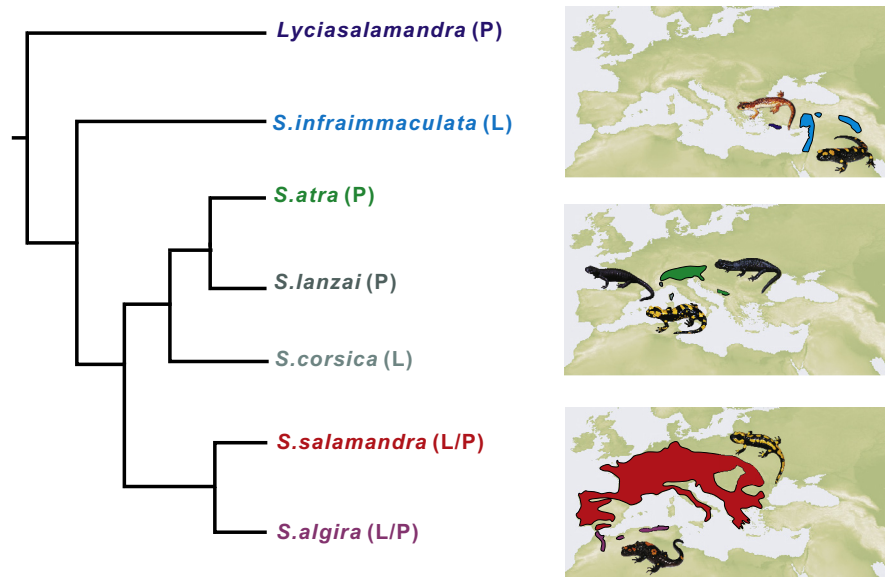 Lyciasalamandra (P)
S.infraimmaculata (L)
S.atra (P)
S.lanzai (P)
S.corsica (L)
S.salamandra (L/P)
S.algira (L/P)